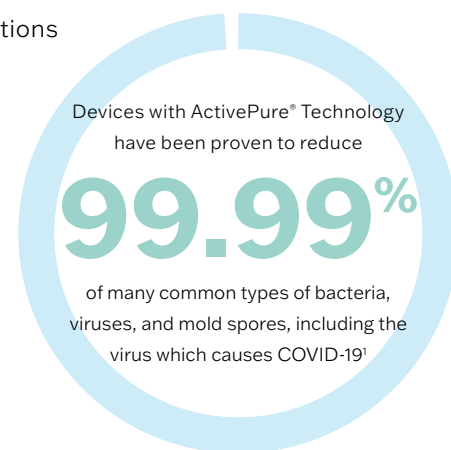 tions
Devices with ActivePure® Technology
have been proven to reduce
99.99%
of many common types of bacteria,
viruses, and mold spores, including the
virus which causes COVID-19¹